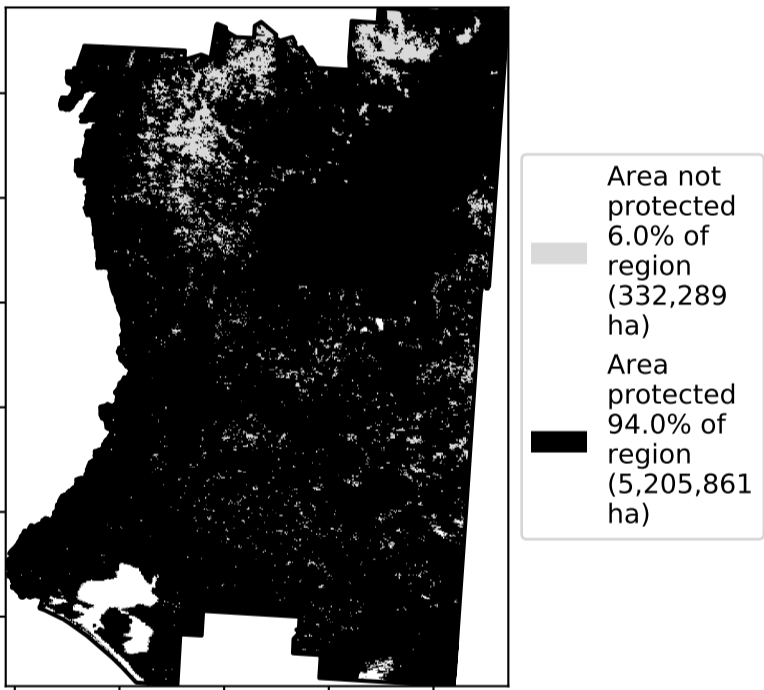 Area not
protected
6.0% of
region
(332,289
ha)
Area
protected
94.0% of
region
(5,205,861
ha)